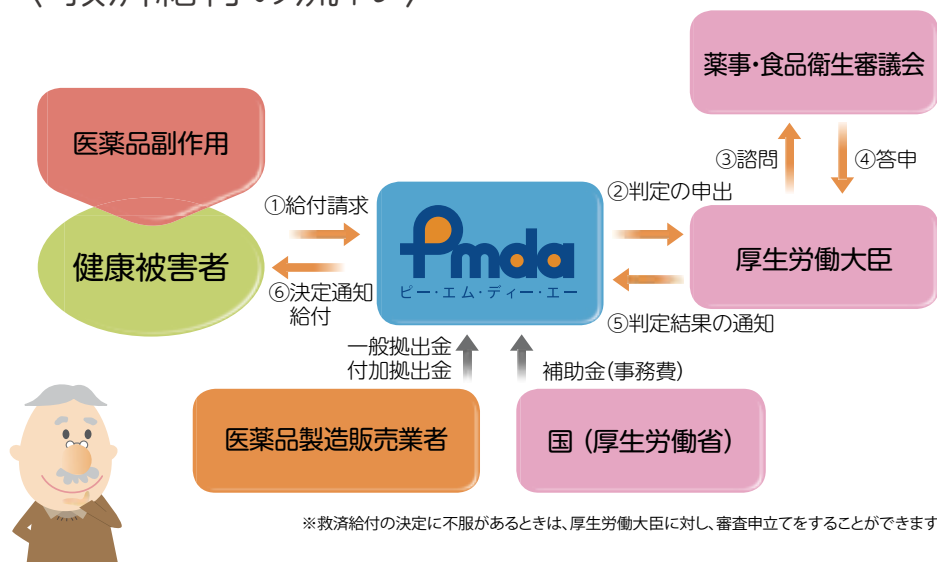 薬事・食品衛生審議会
医薬品副作用
③諮問
④答申
①給付請求
②判定の申出
健康被害者
Pmda
ピー・エム・ディー・エー
厚生労働大臣
⑥決定通知
給付
⑤判定結果の通知
一般拠出金
付加拠出金
補助金(事務費)
医薬品製造販売業者
国(厚生労働省)
※救済給付の決定に不服があるときは、厚生労働大臣に対し、審査申立てをすることができます